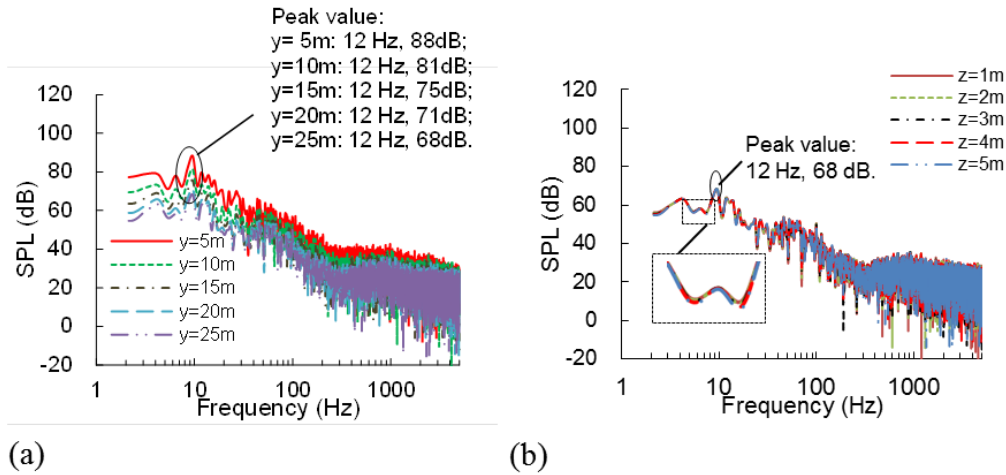 Peak value:
y= 5m: 12 Hz, 88dB;
y=10m: 12 Hz, 81dB;
y=15m: 12 Hz, 75dB;
y=20m: 12 Hz, 71dB;
y=25m: 12 Hz, 68dB.
SPL (dB)
120
100
80
60
40
20
0
-20
y=5m
y=10m
y=15m
y=20m
y=25m
1
10
100
1000
Frequency (Hz)
(a)
z=1m
z=2m
z=3m
z=4m
z=5m
Peak value:
12 Hz, 68 dB.
SPL (dB)
120
100
80
60
40
20
0
-20
1
10
100
1000
Frequency (Hz)
(b)